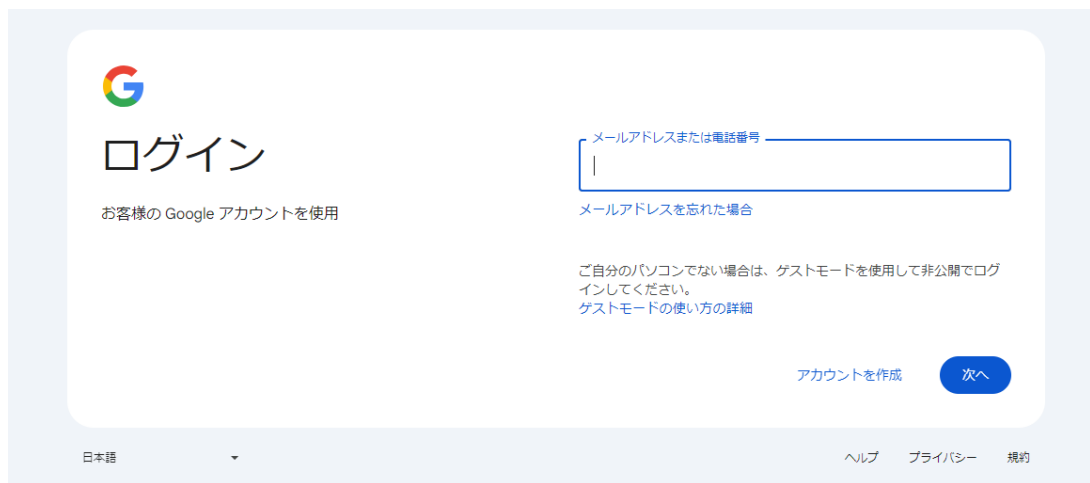 ログイン
お客様の Google アカウントを使用
メールアドレスまたは電話番号
メールアドレスを忘れた場合
ご自分のパソコンでない場合は、ゲストモードを使用して非公開でログ
インしてください。
ゲストモードの使い方の詳細
アカウントを作成
次へ
日本語
ヘルプ
プライバシー
規約